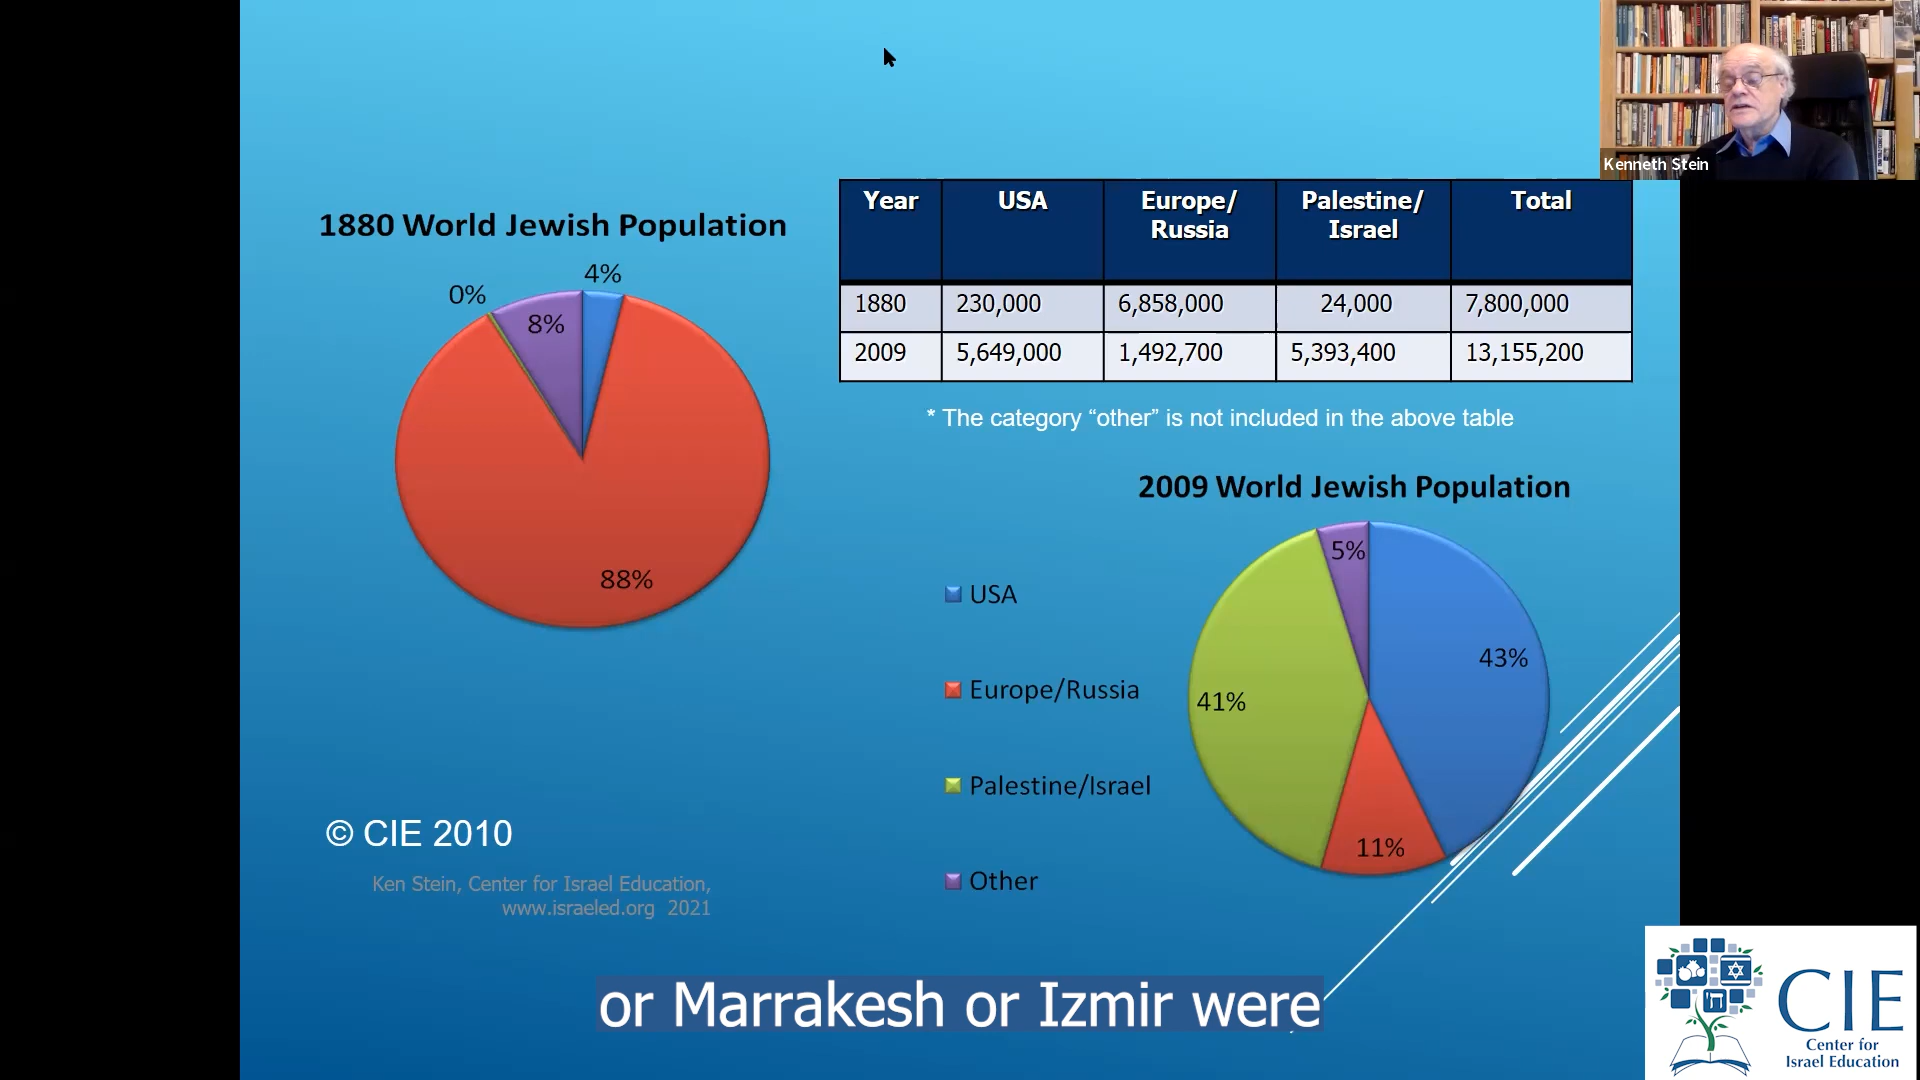 Kenneth Stein
1880 World Jewish Population
4%
0%
8%
88%
Year USA Europe/ Russia Palestine/ Israel Total
1880 230,000 6,858,000 24,000 7,800,000
2009 5,649,000 1,492,700 5,393,400 13,155,200
* The category “other” is not included in the above table
2009 World Jewish Population
5%
43%
41%
11%
USA
Europe/Russia
Palestine/Israel
Other
© CIE 2010
Ken Stein, Center for Israel Education,
www.israeled.org 2021
or Marrakesh or Izmir were
CIE
Center for
Israel Education